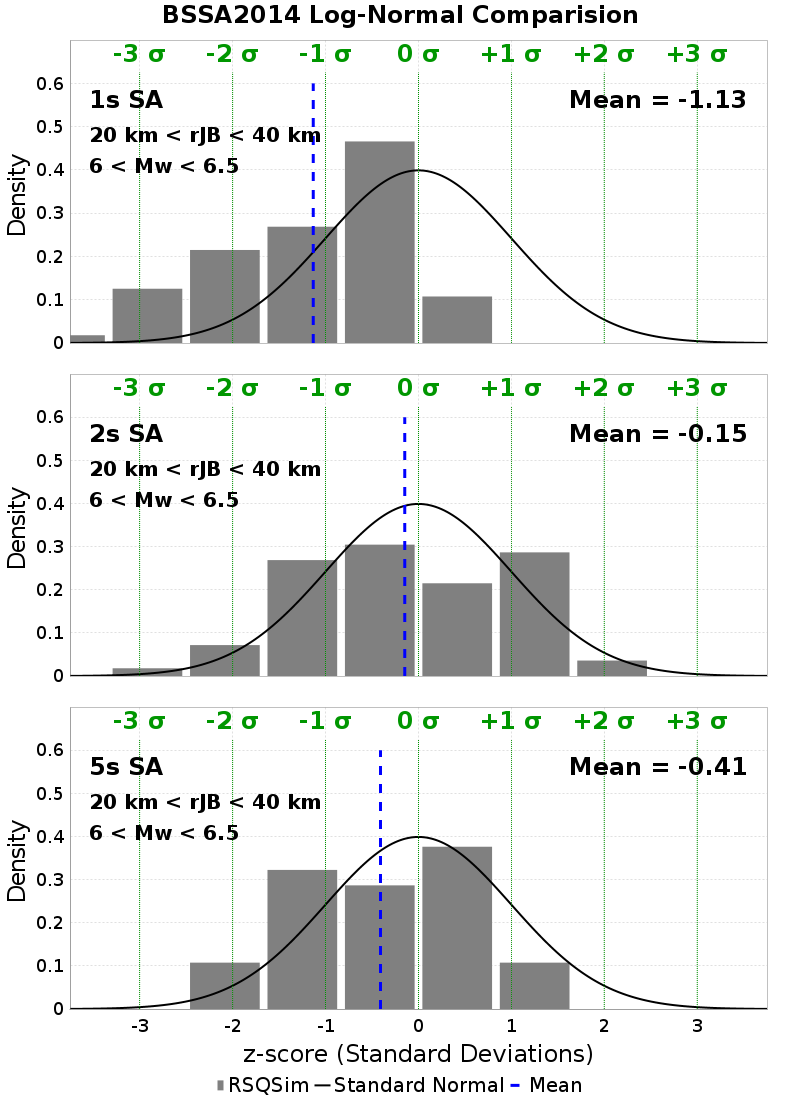 BSSA2014 Log-Normal Comparision
-3 σ -2 σ -1 σ 0 σ +1 σ +2 σ +3 σ
1s SA
Mean = -1.13
20 km < rJB < 40 km
6 < Mw < 6.5
Density
0.6
0.5
0.4
0.3
0.2
0.1
0
-3 σ -2 σ -1 σ 0 σ +1 σ +2 σ +3 σ
2s SA
Mean = -0.15
20 km < rJB < 40 km
6 < Mw < 6.5
Density
0.6
0.5
0.4
0.3
0.2
0.1
0
-3 σ -2 σ -1 σ 0 σ +1 σ +2 σ +3 σ
5s SA
Mean = -0.41
20 km < rJB < 40 km
6 < Mw < 6.5
Density
0.6
0.5
0.4
0.3
0.2
0.1
0
-3 -2 -1 0 1 2 3
z-score (Standard Deviations)
RSQSim Standard Normal Mean